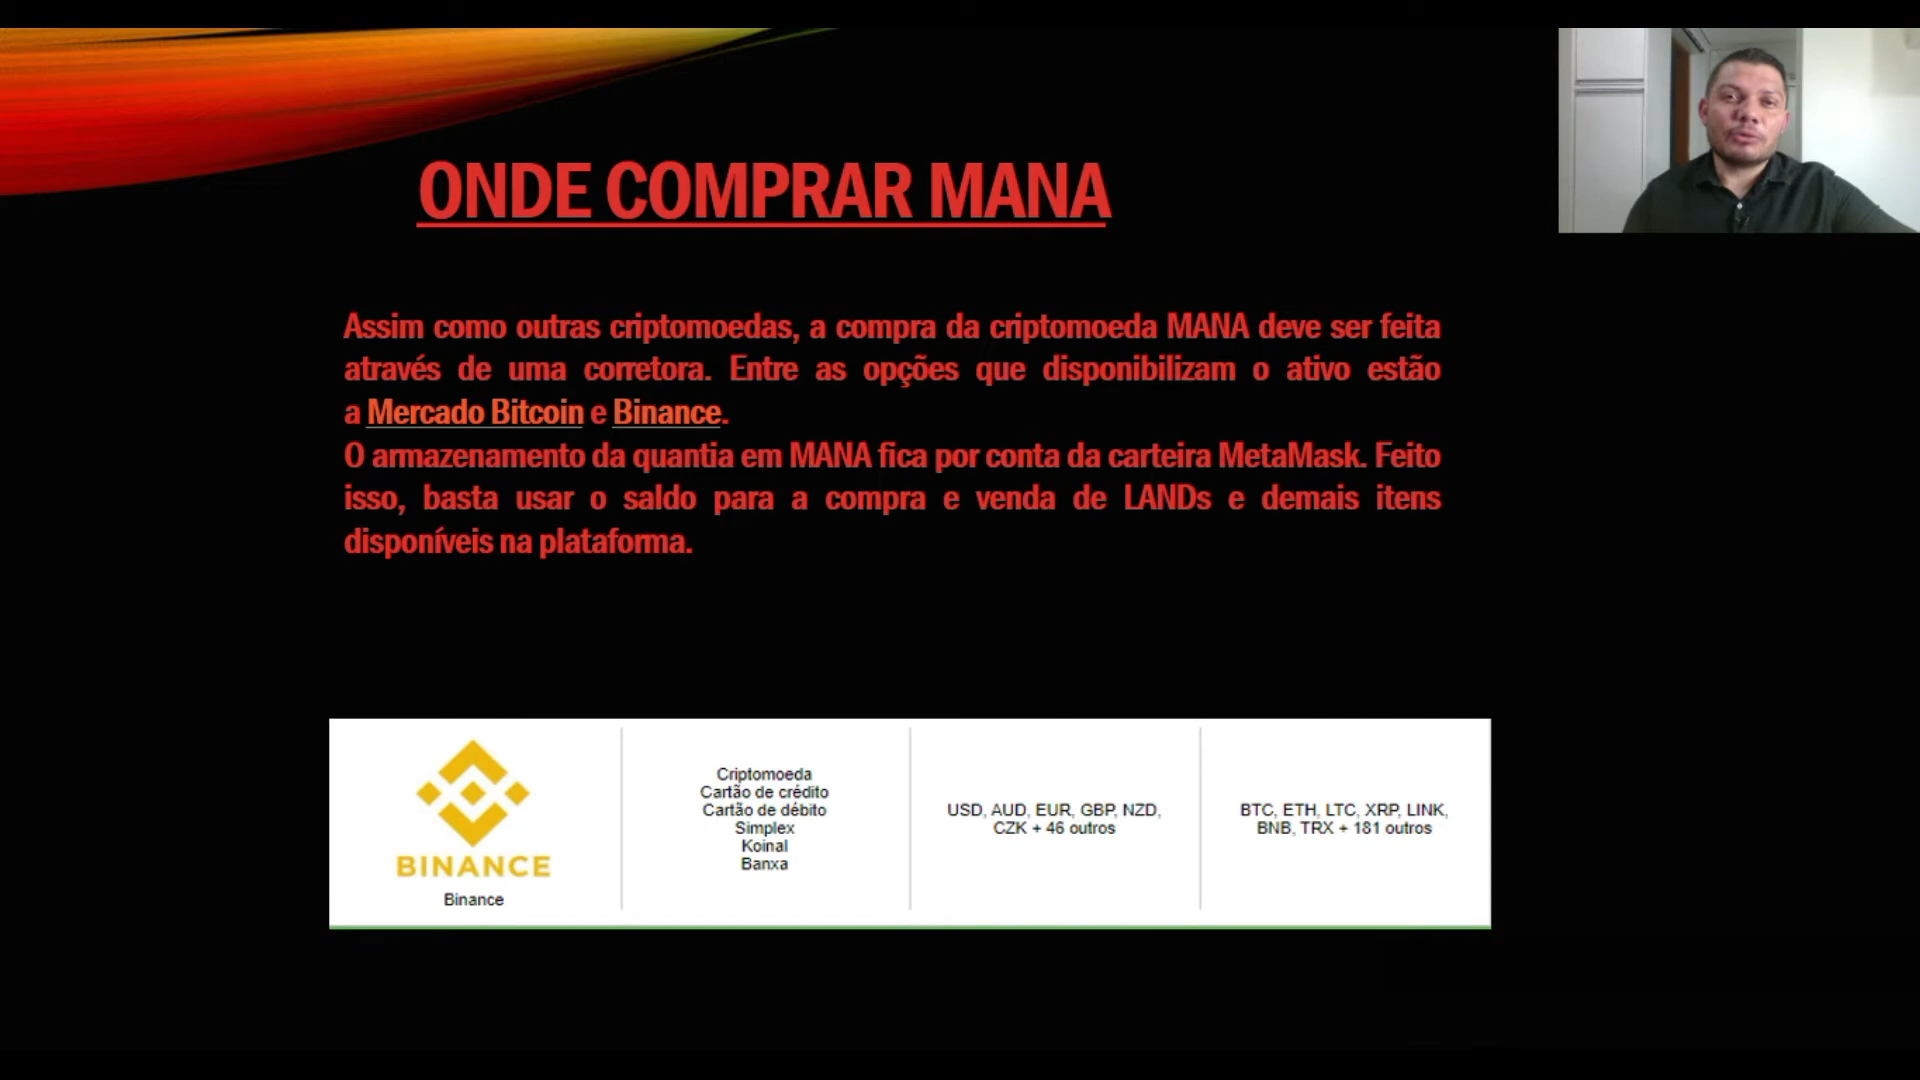 ONDE COMPRAR MANA
Assim como outras criptomoedas, a compra da criptomoeda MANA deve ser feita
através de uma corretora. Entre as opções que disponibilizam o ativo estão
a Mercado Bitcoin e Binance.
O armazenamento da quantia em MANA fica por conta da carteira MetaMask. Feito
isso, basta usar o saldo para a compra e venda de LANDs e demais itens
disponíveis na plataforma.
BINANCE
Binance
Criptomoeda
Cartão de crédito
Cartão de débito
Simplex
Koinal
Banxa
USD, AUD, EUR, GBP, NZD,
CZK + 46 outros
BTC, ETH, LTC, XRP, LINK,
BNB, TRX + 181 outros